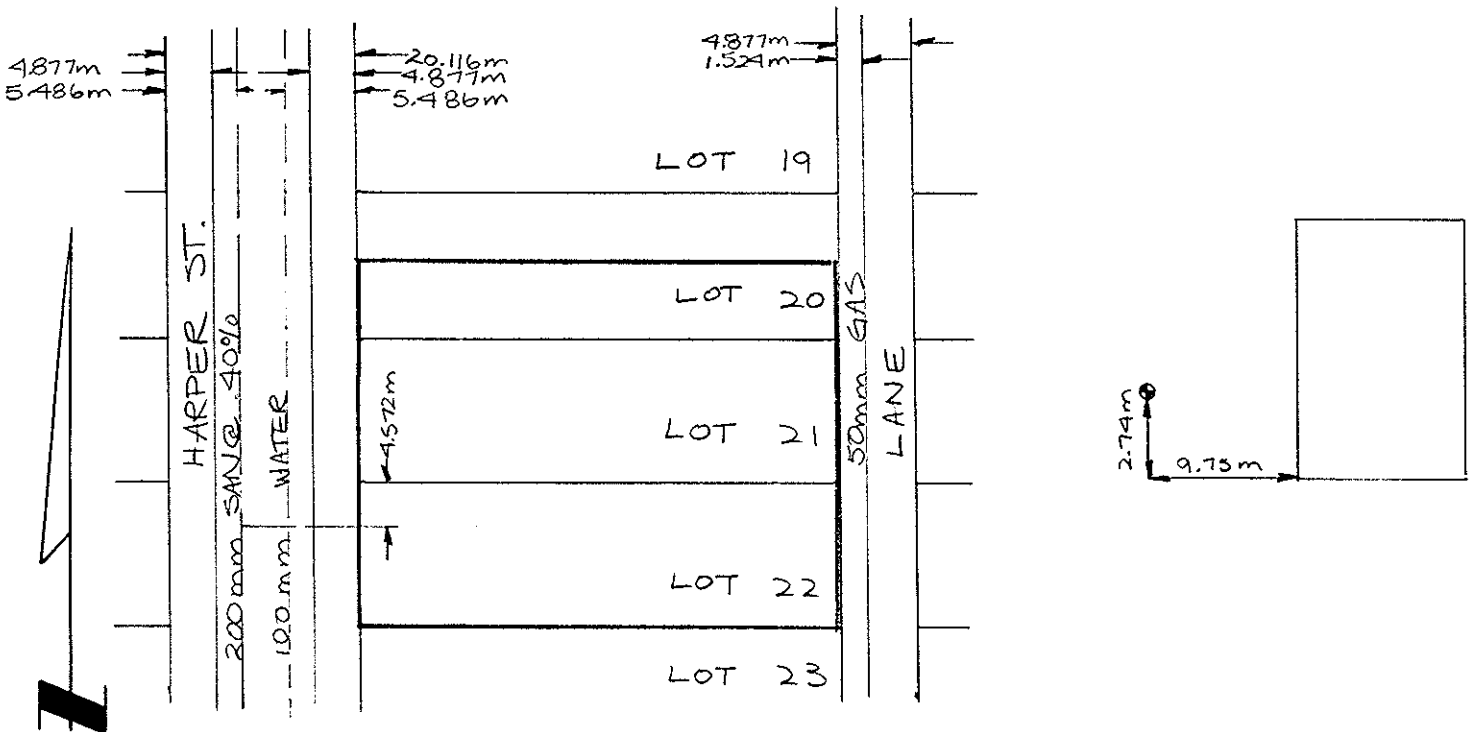 4.877m
5.486m
20.116m
4.877m
5.486m
4.877m
1.524m
LOT 19
HARPER ST.
200mm SAN@ .40%
100mm WATER
4.572m
LOT 20
LOT 21
LOT 22
LOT 23
50mm GAS
LANE
2.74m
9.75m